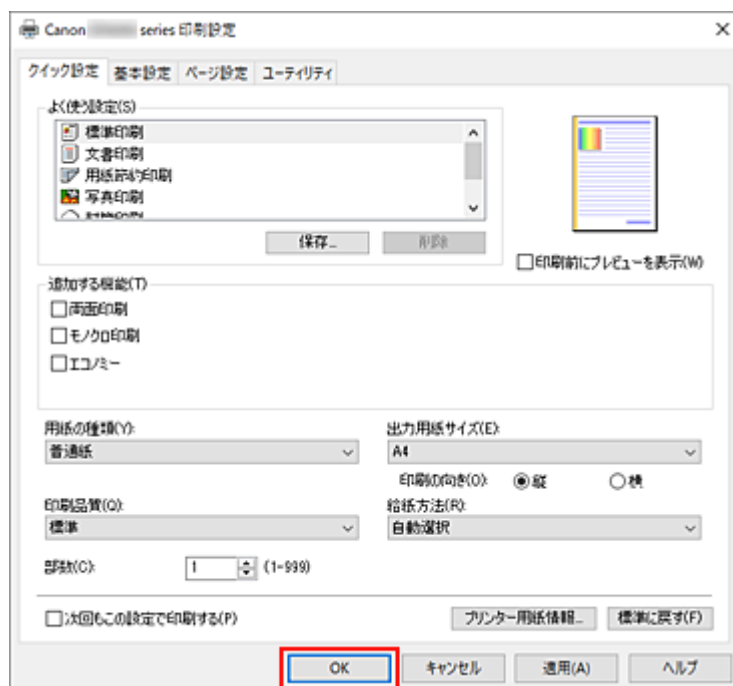 Canon series 印刷設定
クイック設定 基本設定 ページ設定 ユーティリティ
よく使う設定(S)
標準印刷
文書印刷
用紙節約印刷
写真印刷
保存... 削除
印刷前にプレビューを表示(W)
追加する機能(T)
両面印刷
モノクロ印刷
エコノミー
用紙の種類(Y): 出力用紙サイズ(E):
普通紙 A4
印刷の向き(O): 縦 横
印刷品質(Q): 給紙方法(R):
標準 自動選択
部数(C): 1 (1-999)
次回もこの設定で印刷する(P) プリンター用紙情報... 標準に戻す(F)
OK キャンセル 適用(A) ヘルプ